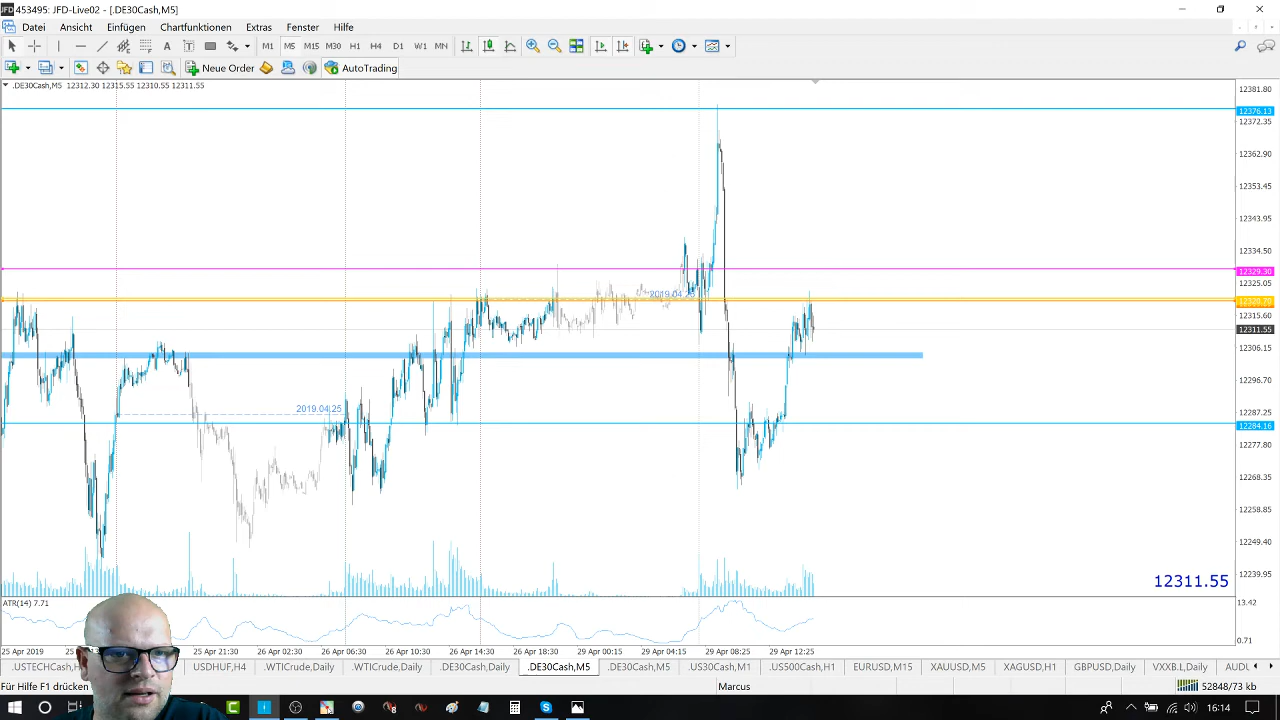 453495: JFD-Live02 - [.DE30Cash,M5]
Datei Ansicht Einfügen Chartfunktionen Extras Fenster Hilfe
M1 M5 M15 M30 H1 H4 D1 W1 MN
Neue Order AutoTrading
.DE30Cash,M5 12312.30 12315.55 12310.55 12311.55
12381.80
12376.13
12372.35
12362.90
12353.45
12343.95
12334.50
12329.30
12325.05
12320.70
12315.60
12311.55
12306.15
12296.70
12287.25
12284.16
12277.80
12268.35
12258.85
12249.40
12239.95
2019.04.25
12311.55
ATR(14) 7.71
13.42
0.71
25 Apr 2019 25 Apr 21:30 26 Apr 02:30 26 Apr 06:30 26 Apr 10:30 26 Apr 14:30 26 Apr 18:30 29 Apr 00:15 29 Apr 04:15 29 Apr 08:25 29 Apr 12:25
USDHUF,H4 .WTICrude,Daily .WTICrude,Daily .DE30Cash,Daily .DE30Cash,M5 .DE30Cash,M5 .US30Cash,M1 .US500Cash,H1 EURUSD,M15 XAUUSD,M5 XAGUSD,H1 GBPUSD,Daily VXXB.L,Daily
Für Hilfe F1 drücken Marcus 52848/73 kb
16:14